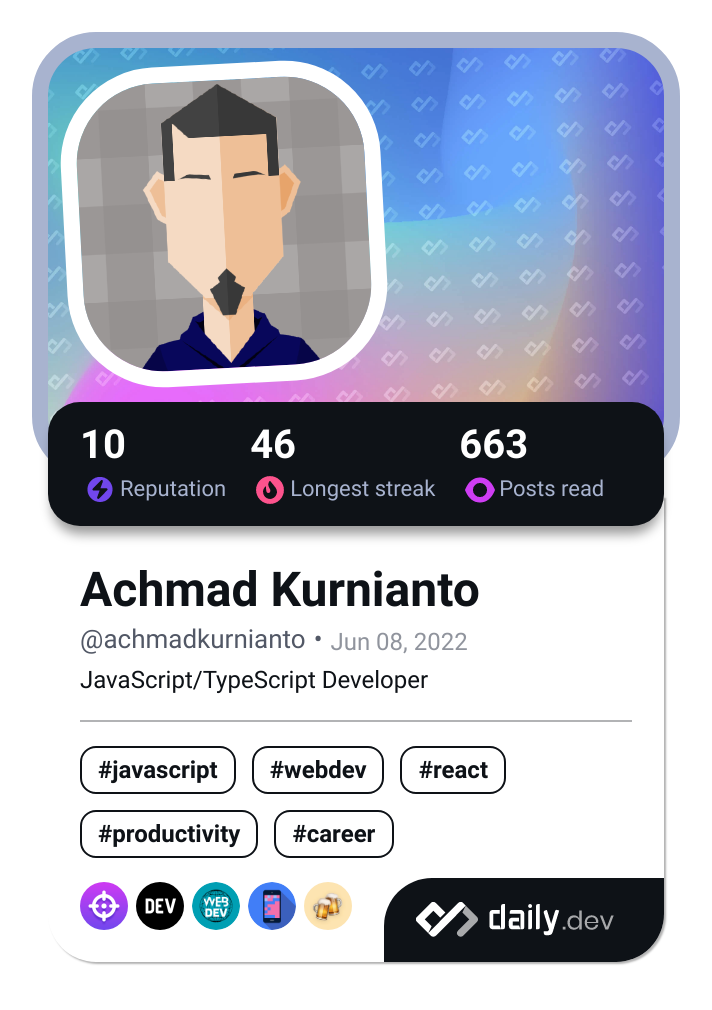 10 46 663
Reputation Longest streak Posts read
Achmad Kurnianto
@achmadkurnianto • Jun 08, 2022
JavaScript/TypeScript Developer
#javascript #webdev #react
#productivity #career
DEV
WEB
DEV
daily.dev